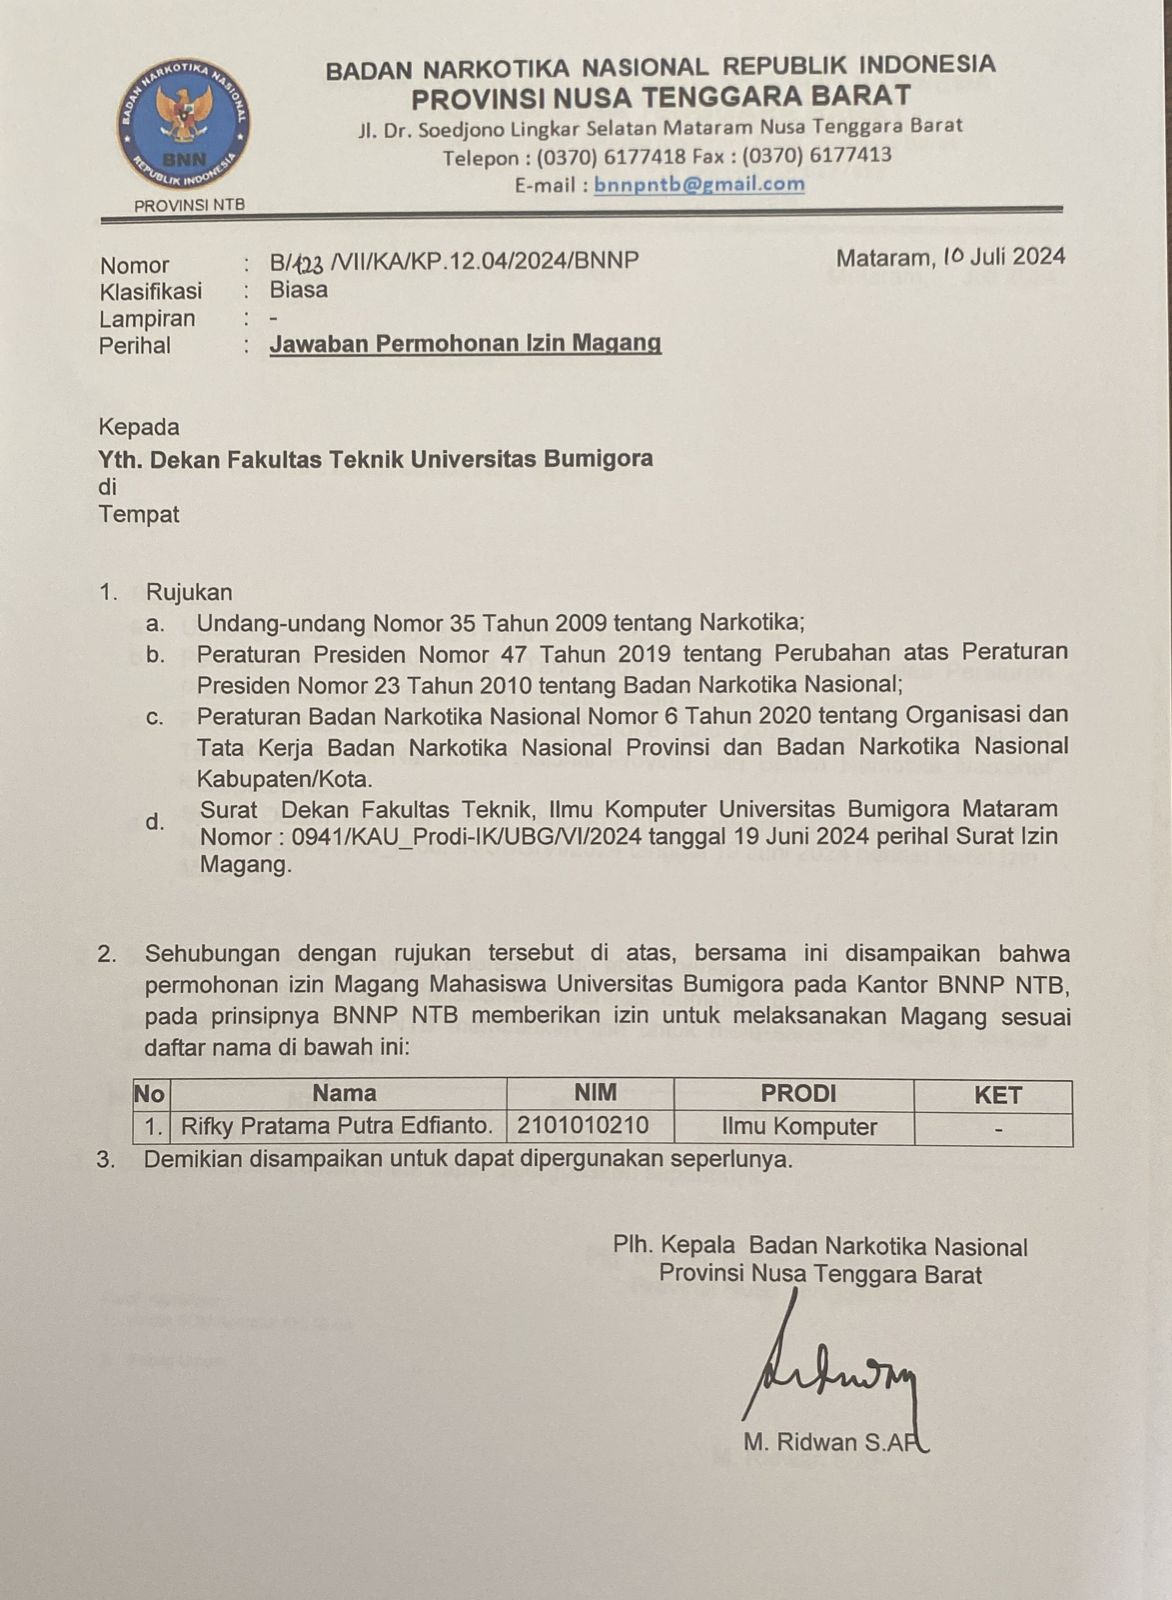 BADAN NARKOTIKA NASIONAL
BNN
REPUBLIK INDONESIA
PROVINSI NTB
BADAN NARKOTIKA NASIONAL REPUBLIK INDONESIA
PROVINSI NUSA TENGGARA BARAT
Jl. Dr. Soedjono Lingkar Selatan Mataram Nusa Tenggara Barat
Telepon : (0370) 6177418 Fax : (0370) 6177413
E-mail : bnnpntb@gmail.com
Nomor : B/123 /VII/KA/KP.12.04/2024/BNNP Mataram, 10 Juli 2024
Klasifikasi : Biasa
Lampiran : -
Perihal : Jawaban Permohonan Izin Magang
Kepada
Yth. Dekan Fakultas Teknik Universitas Bumigora
di
Tempat
1. Rujukan
a. Undang-undang Nomor 35 Tahun 2009 tentang Narkotika;
b. Peraturan Presiden Nomor 47 Tahun 2019 tentang Perubahan atas Peraturan
Presiden Nomor 23 Tahun 2010 tentang Badan Narkotika Nasional;
c. Peraturan Badan Narkotika Nasional Nomor 6 Tahun 2020 tentang Organisasi dan
Tata Kerja Badan Narkotika Nasional Provinsi dan Badan Narkotika Nasional
Kabupaten/Kota.
d. Surat Dekan Fakultas Teknik, Ilmu Komputer Universitas Bumigora Mataram
Nomor : 0941/KAU_Prodi-IK/UBG/VI/2024 tanggal 19 Juni 2024 perihal Surat Izin
Magang.
2. Sehubungan dengan rujukan tersebut di atas, bersama ini disampaikan bahwa
permohonan izin Magang Mahasiswa Universitas Bumigora pada Kantor BNNP NTB,
pada prinsipnya BNNP NTB memberikan izin untuk melaksanakan Magang sesuai
daftar nama di bawah ini:
No Nama NIM PRODI KET
1. Rifky Pratama Putra Edfianto. 2101010210 Ilmu Komputer -
3. Demikian disampaikan untuk dapat dipergunakan seperlunya.
Plh. Kepala Badan Narkotika Nasional
Provinsi Nusa Tenggara Barat
M. Ridwan S.AP